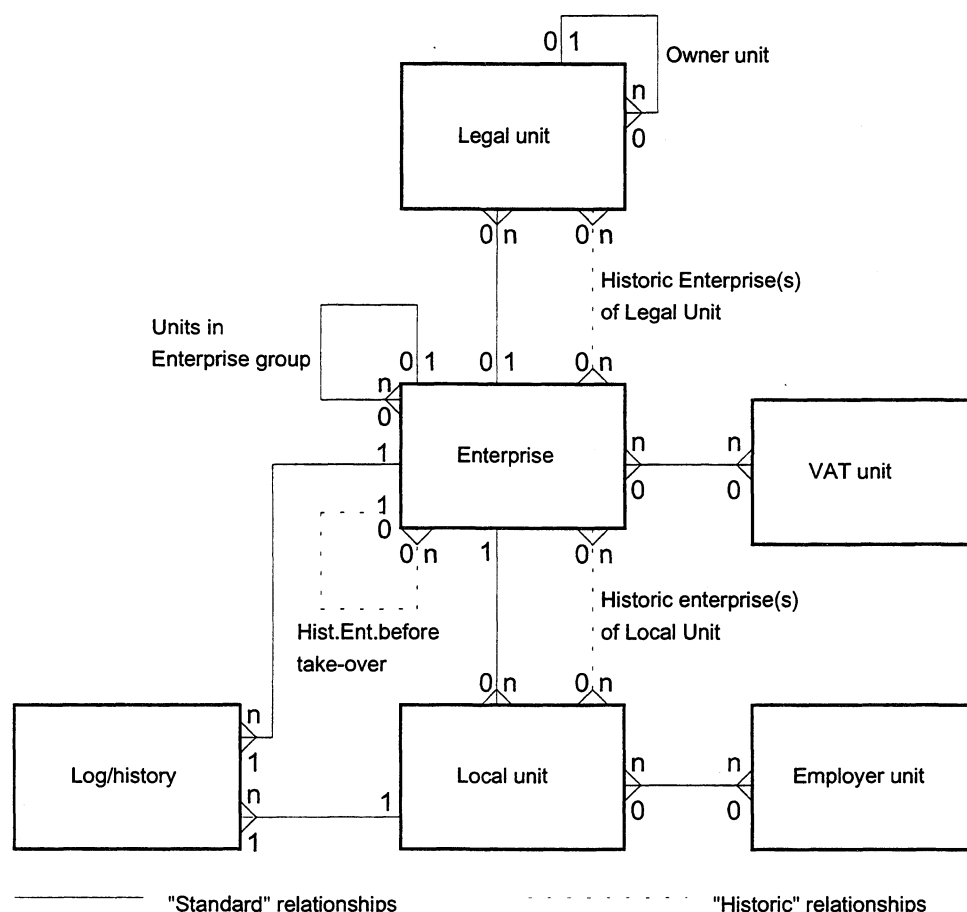 0 1
Owner unit
n
Legal unit
0
0 n 0 n
Historic Enterprise(s)
of Legal Unit
Units in
Enterprise group
0 1 0 1 0 n
n
0
Enterprise
n n
VAT unit
1
0 0
1
0
0 n 1 0 n
Historic enterprise(s)
of Local Unit
Hist.Ent.before
take-over
0 n 0 n
n
Log/history
1
n
1
1
Local unit
n n
Employer unit
0 0
"Standard" relationships
"Historic" relationships